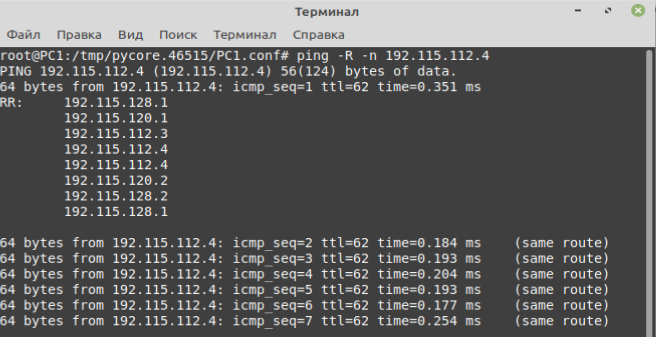 Терминал
Файл Правка Вид Поиск Терминал Справка
root@PC1:/tmp/pycore.46515/PC1.conf# ping -R -n 192.115.112.4
PING 192.115.112.4 (192.115.112.4) 56(124) bytes of data.
64 bytes from 192.115.112.4: icmp_seq=1 ttl=62 time=0.351 ms
RR: 192.115.128.1
192.115.120.1
192.115.112.3
192.115.112.4
192.115.112.4
192.115.120.2
192.115.128.2
192.115.128.1
64 bytes from 192.115.112.4: icmp_seq=2 ttl=62 time=0.184 ms (same route)
64 bytes from 192.115.112.4: icmp_seq=3 ttl=62 time=0.193 ms (same route)
64 bytes from 192.115.112.4: icmp_seq=4 ttl=62 time=0.204 ms (same route)
64 bytes from 192.115.112.4: icmp_seq=5 ttl=62 time=0.193 ms (same route)
64 bytes from 192.115.112.4: icmp_seq=6 ttl=62 time=0.177 ms (same route)
64 bytes from 192.115.112.4: icmp_seq=7 ttl=62 time=0.254 ms (same route)